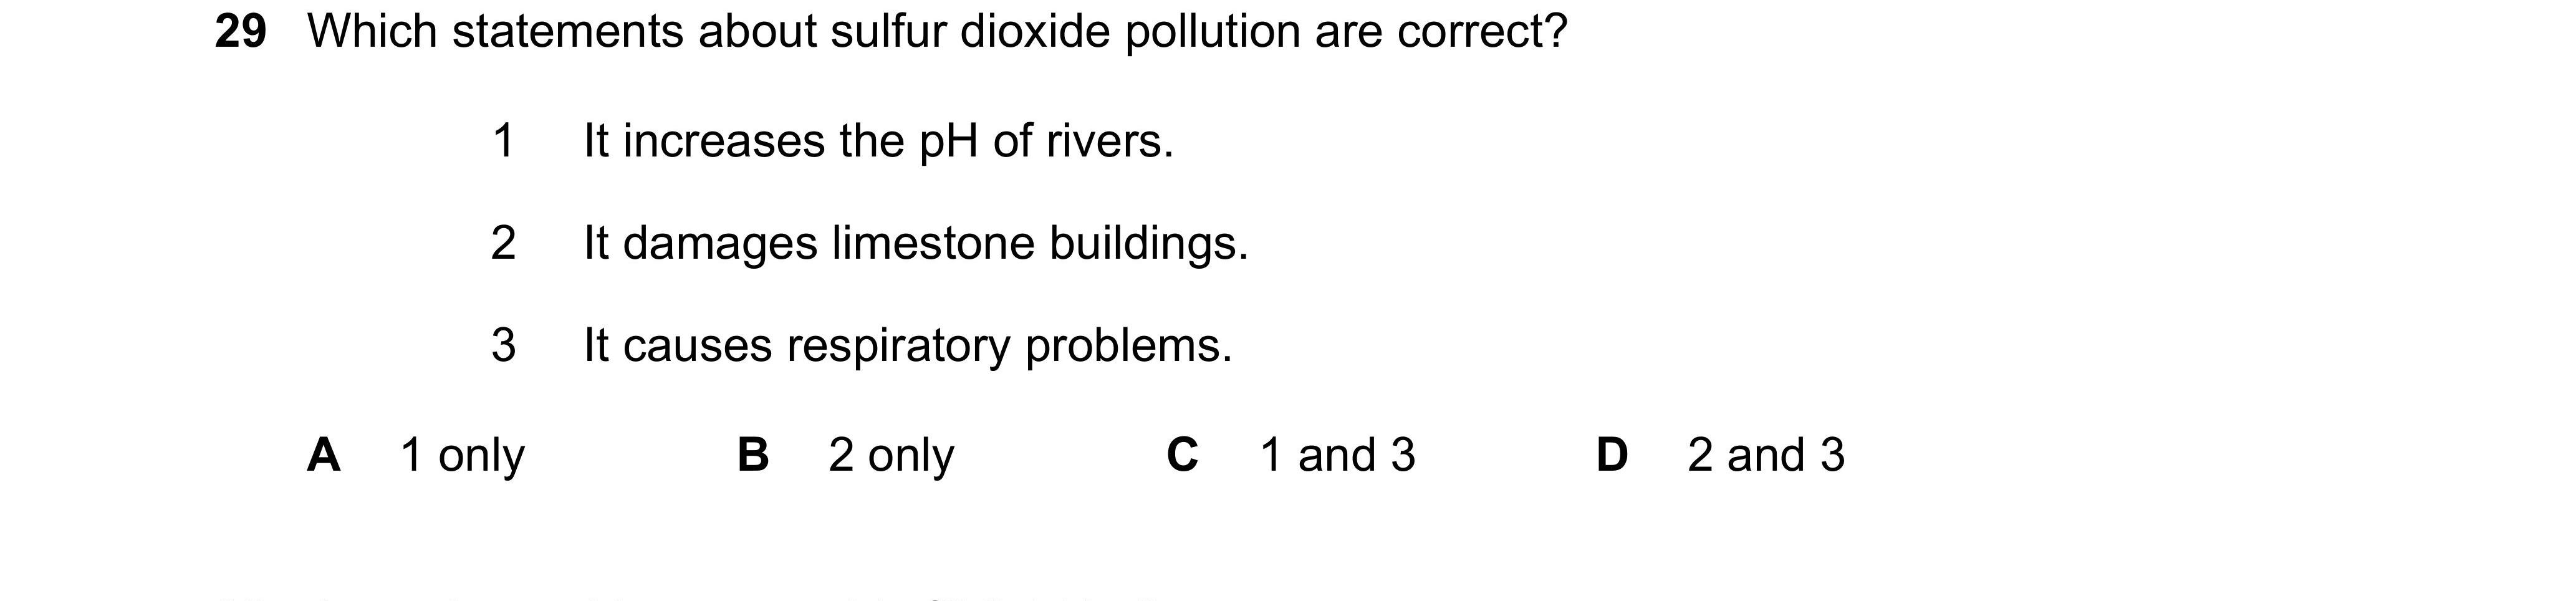 29 Which statements about sulfur dioxide pollution are correct?
1 It increases the pH of rivers.
2 It damages limestone buildings.
3 It causes respiratory problems.
A 1 only B 2 only C 1 and 3 D 2 and 3